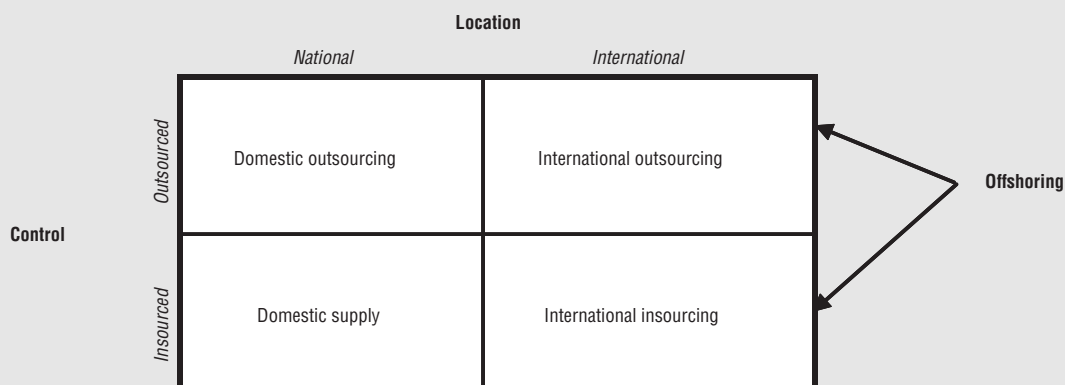 Location
National
International
Outsourced
Domestic outsourcing
International outsourcing
Offshoring
Control
Insourced
Domestic supply
International insourcing